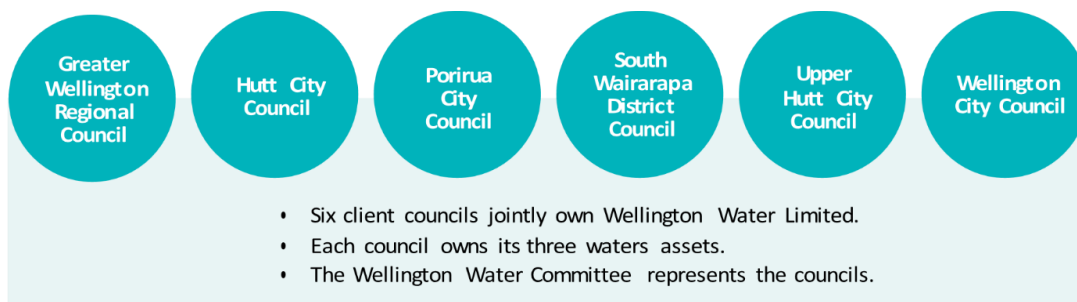 Greater
Wellington
Regional
Council
Hutt City
Council
Porirua
City
Council
South
Wairarapa
District
Council
Upper
Hutt City
Council
Wellington
City Council
• Six client councils jointly own Wellington Water Limited.
• Each council owns its three waters assets.
• The Wellington Water Committee represents the councils.